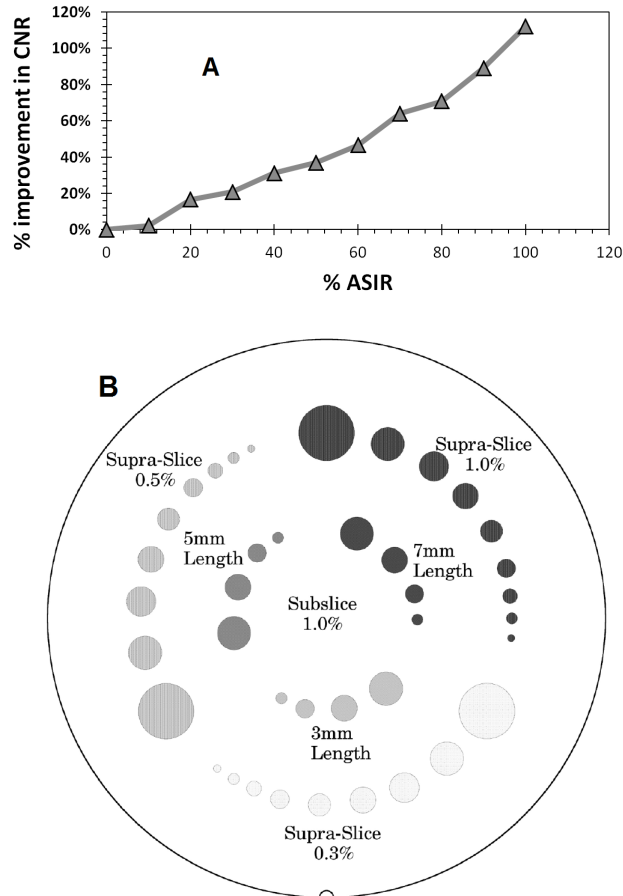 120%
100%
80%
60%
40%
20%
0%
% improvement in CNR
A
0
20
40
60
80
100
120
% ASIR
B
Supra-Slice
0.5%
Supra-Slice
1.0%
5mm
Length
7mm
Length
Subslice
1.0%
3mm
Length
Supra-Slice
0.3%